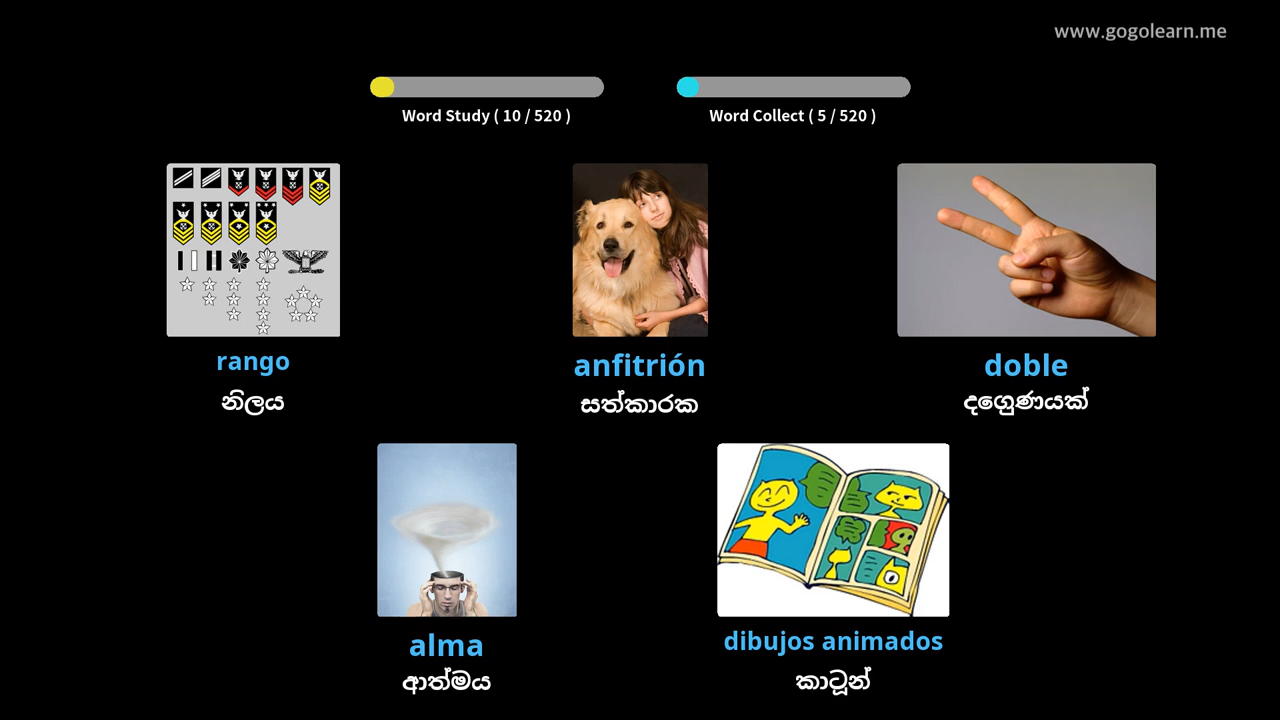 www.gogolearn.me
Word Study ( 10 / 520 )
Word Collect ( 5 / 520 )
rango
නිලය
anfitrión
සත්කාරක
doble
දෙගුණයක්
alma
ආත්මය
dibujos animados
කාටූන්